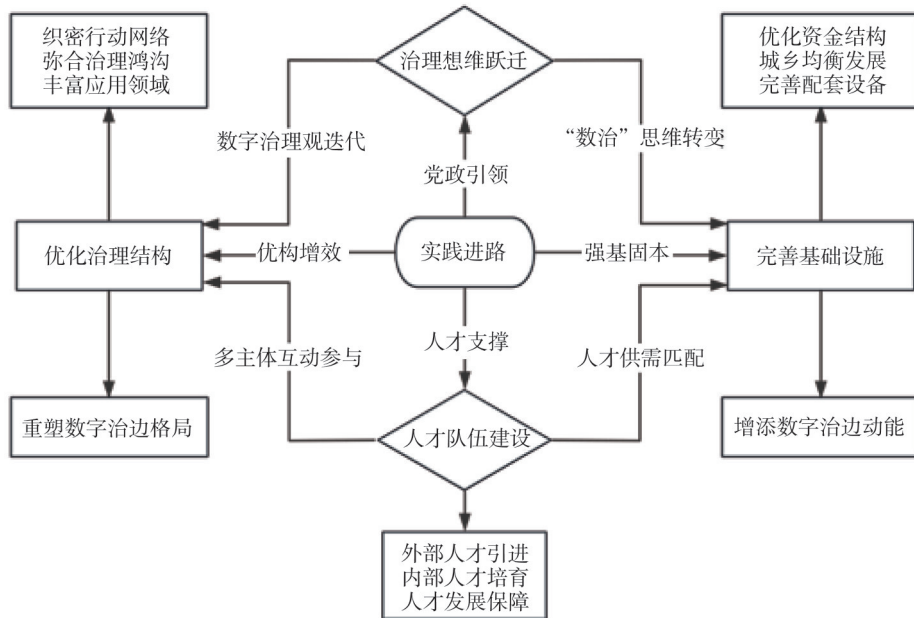 织密行动网络
弥合治理鸿沟
丰富应用领域
治理想维跃迁
优化资金结构
城乡均衡发展
完善配套设备
数字治理观迭代
“数治”思维转变
党政引领
优化治理结构
优构增效
实践进路
强基固本
完善基础设施
人才支撑
多主体互动参与
人才供需匹配
重塑数字治边格局
人才队伍建设
增添数字治边动能
外部人才引进
内部人才培育
人才发展保障